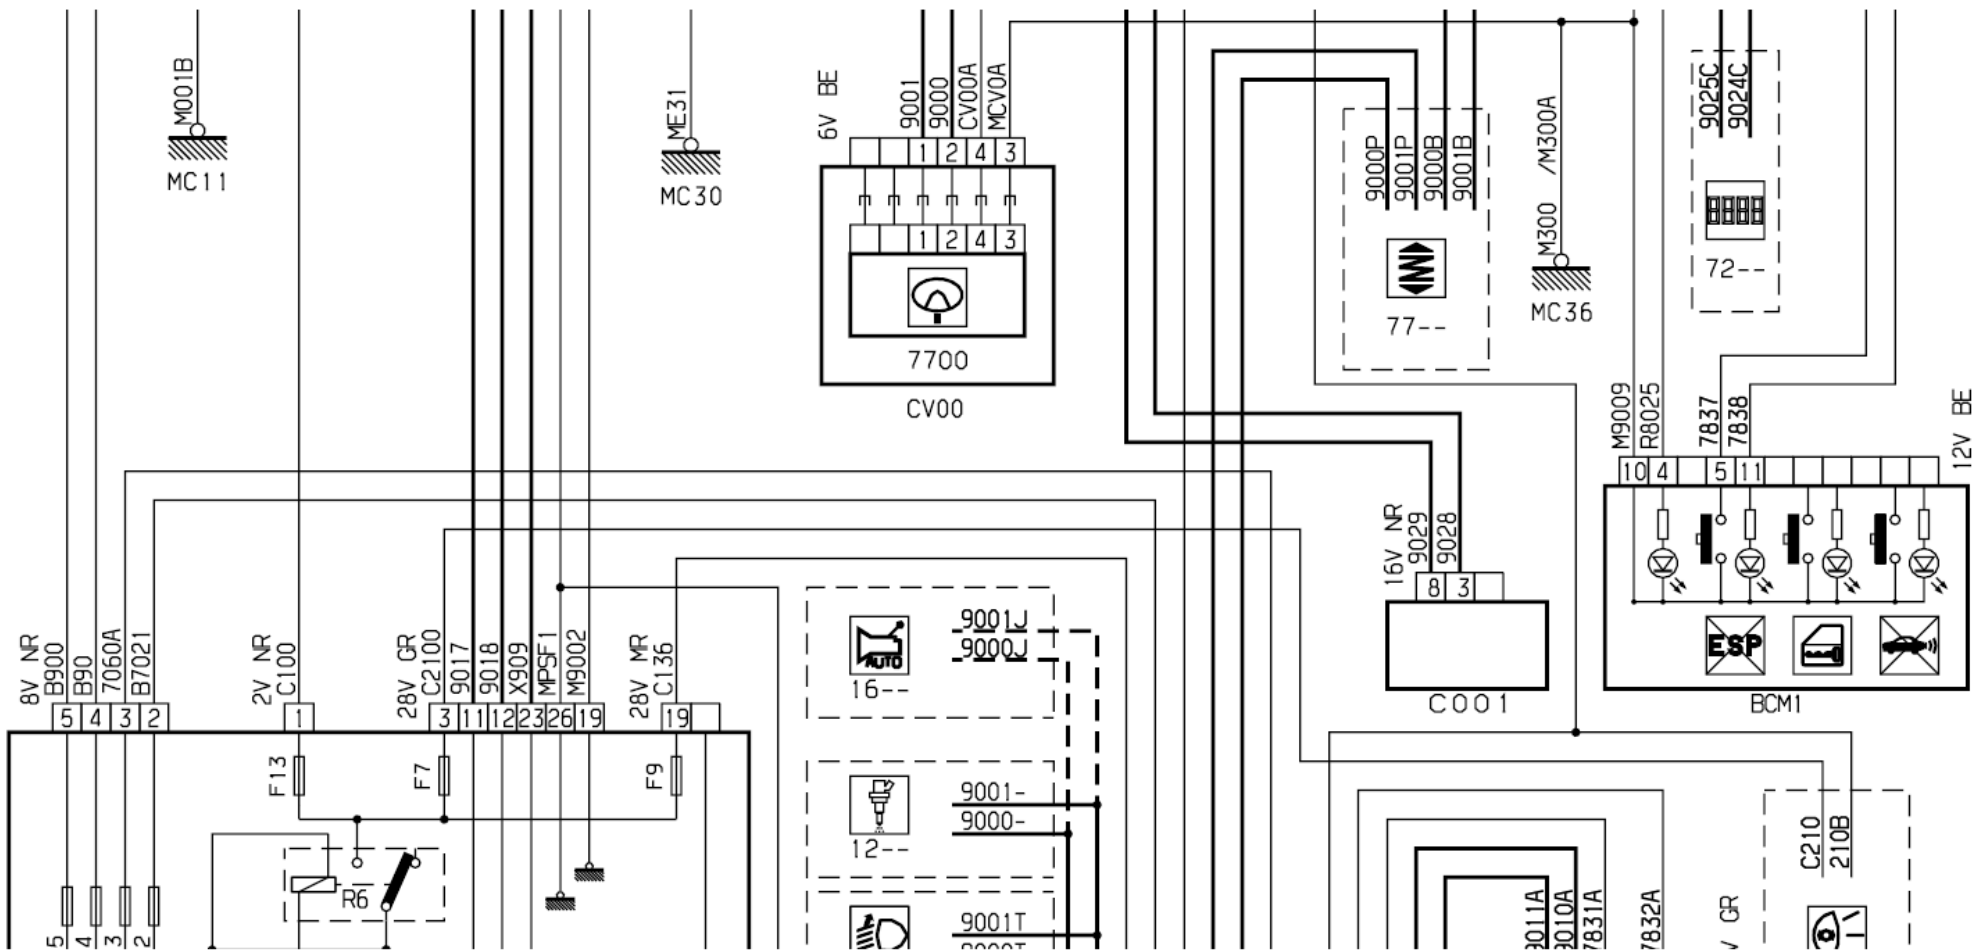 M001B
MC11
ME31
MC30
6V BE
9001
9000
CV00A
MCV0A
1 2 4 3
1 2 4 3
7700
CV00
9000P
9001P
9000B
9001B
77--
M300 /M300A
MC36
9025C
9024C
72--
M9009
R8025
7837
7838
12V BE
10 4 5 11
ESP
BCM1
16V NR
9029
9028
8 3
C001
8V NR
B900
B90
7060A
B7021
5 4 3 2
2V NR
C100
1
28V GR
C2100
9017
9018
X909
MPSF1
M9002
3 11 12 23 26 19
28V MR
C136
19
F13
F7
F9
R6
5 4 3 2
9001J
9000J
AUTO
16--
9001-
9000-
12--
9001T
9011A
9010A
7831A
7832A
V GR
C210
210B